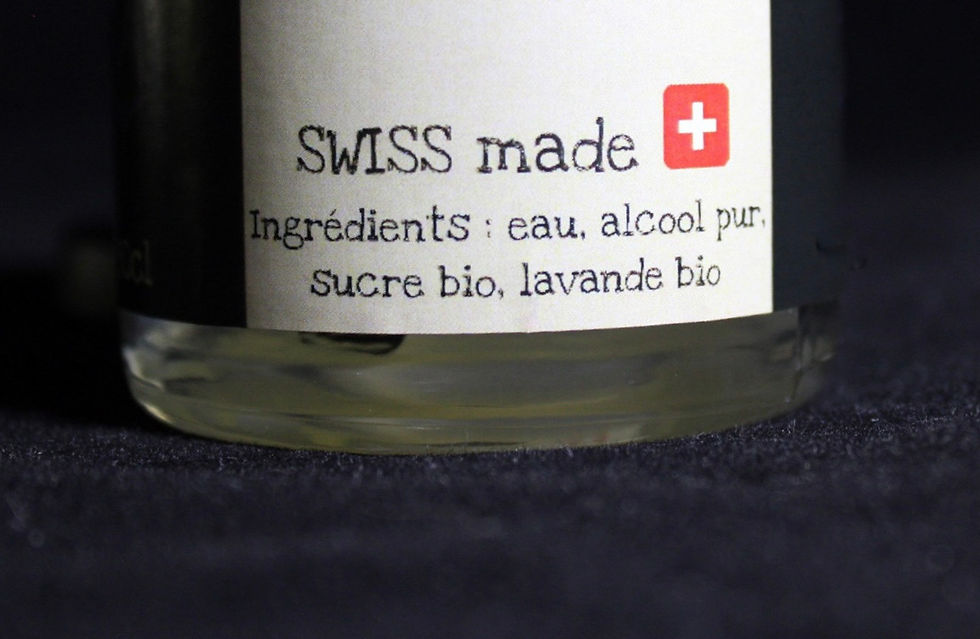 SWISS made
Ingrédients : eau, alcool pur,
sucre bio, lavande bio